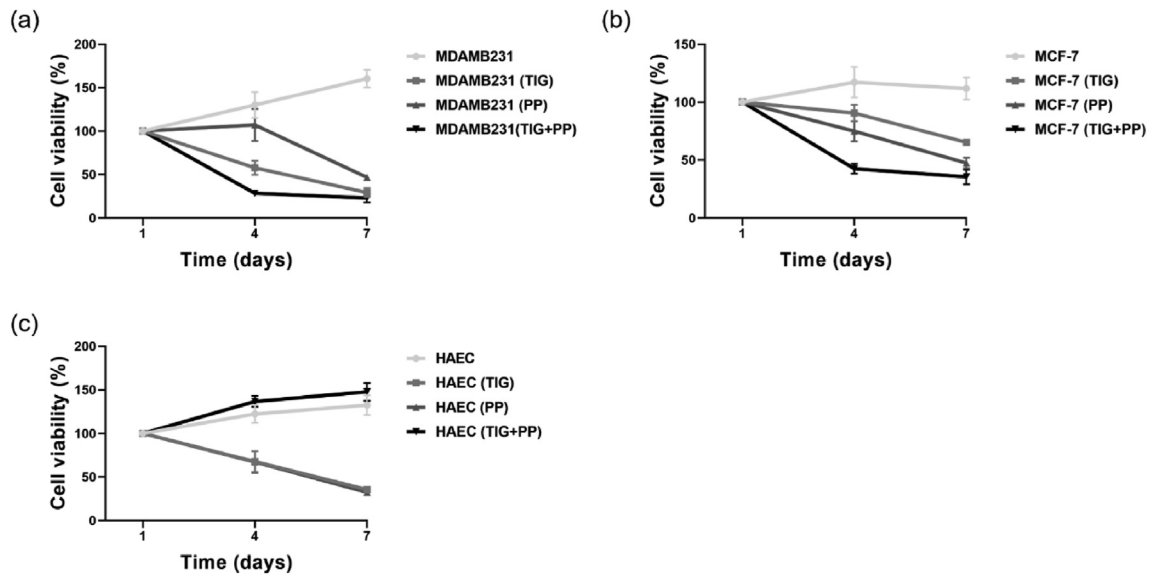 (a)
200
150
100
50
0
Cell viability (%)
1 4 7
Time (days)
MDAMB231
MDAMB231 (TIG)
MDAMB231 (PP)
MDAMB231(TIG+PP)
(b)
150
100
50
0
Cell viability (%)
1 4 7
Time (days)
MCF-7
MCF-7 (TIG)
MCF-7 (PP)
MCF-7 (TIG+PP)
(c)
200
150
100
50
0
Cell viability (%)
1 4 7
Time (days)
HAEC
HAEC (TIG)
HAEC (PP)
HAEC (TIG+PP)